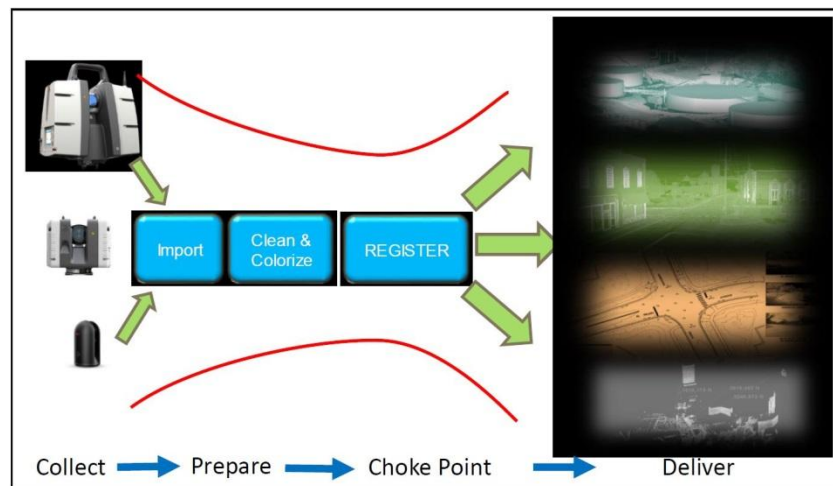 Import
Clean &
Colorize
REGISTER
Collect
Prepare
Choke Point
Deliver